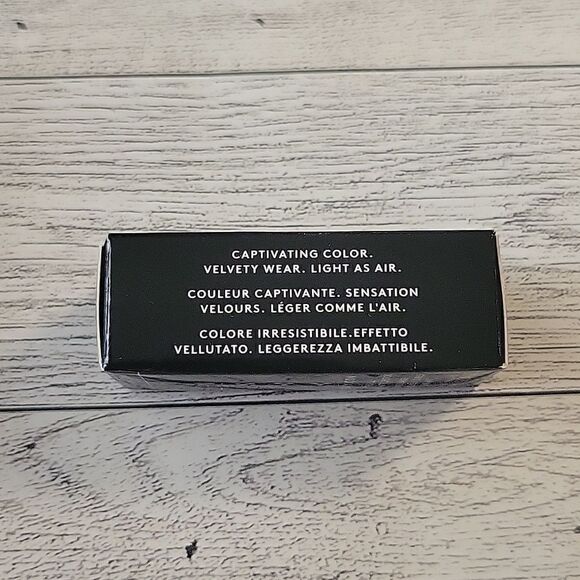 CAPTIVATING COLOR.
VELVETY WEAR. LIGHT AS AIR.
COULEUR CAPTIVANTE. SENSATION
VELOURS. LÉGER COMME L'AIR.
COLORE IRRESISTIBILE.EFFETTO
VELLUTATO. LEGGEREZZA IMBATTIBILE.